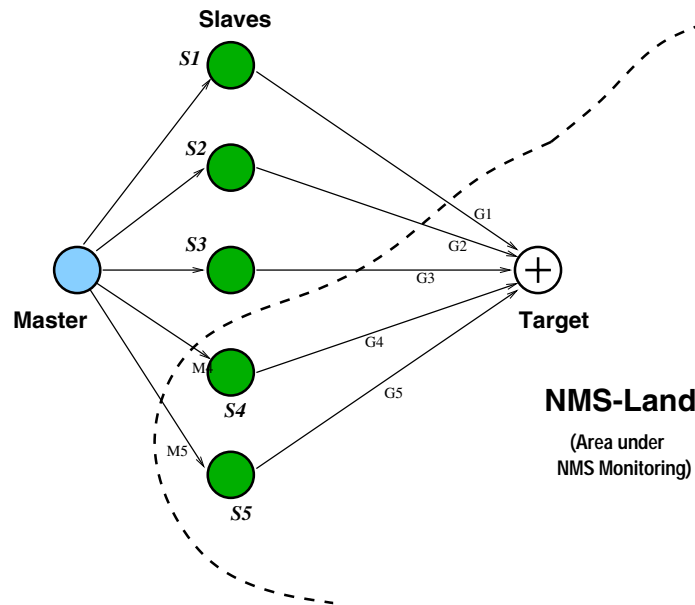 Slaves
S1
S2
G1
G2
S3
G3
Master
Target
G4
M4
G5
NMS-Land
S4
(Area under
M5
NMS Monitoring)
S5